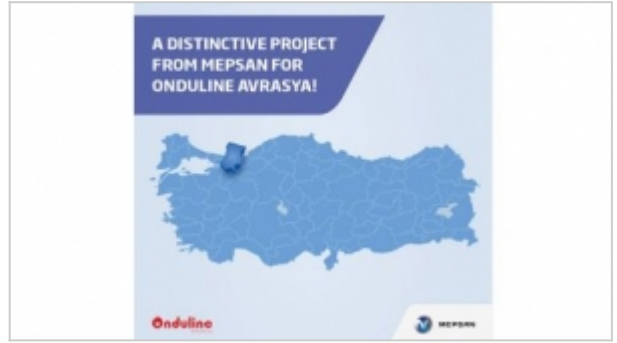 A DISTINCTIVE PROJECT
FROM MEPSAN FOR
ONDULINE AVRASYA!
Onduline
MEPSAN